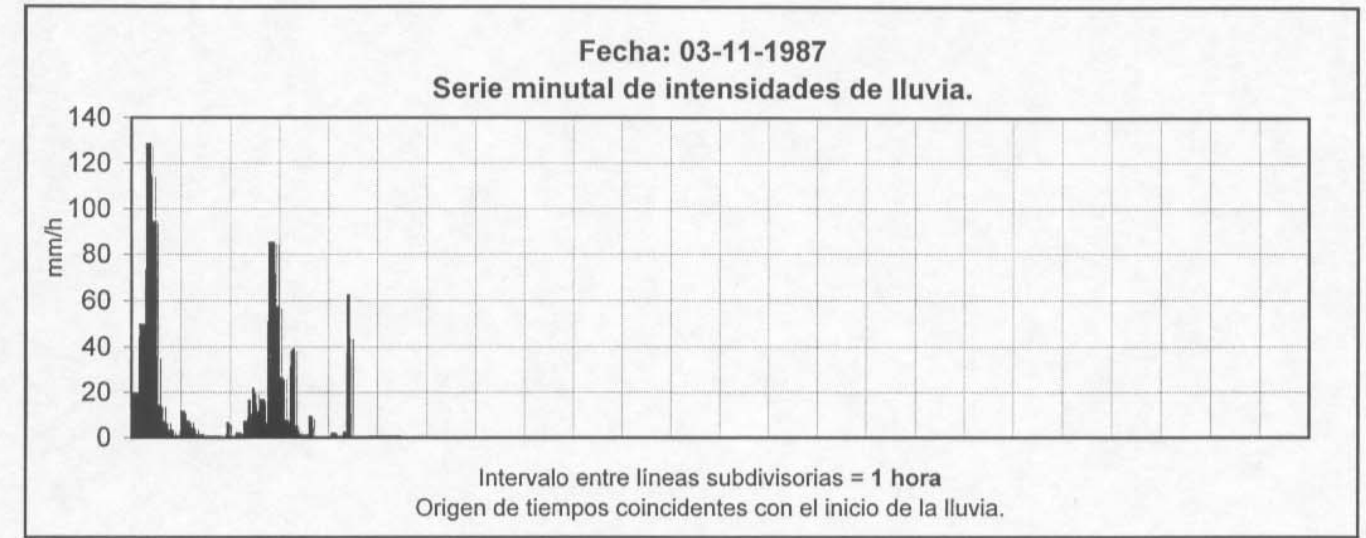 Fecha: 03-11-1987
Serie minutal de intensidades de lluvia.
140
120
100
80
60
40
20
0
mm/h
Intervalo entre líneas subdivisorias = 1 hora
Origen de tiempos coincidentes con el inicio de la lluvia.